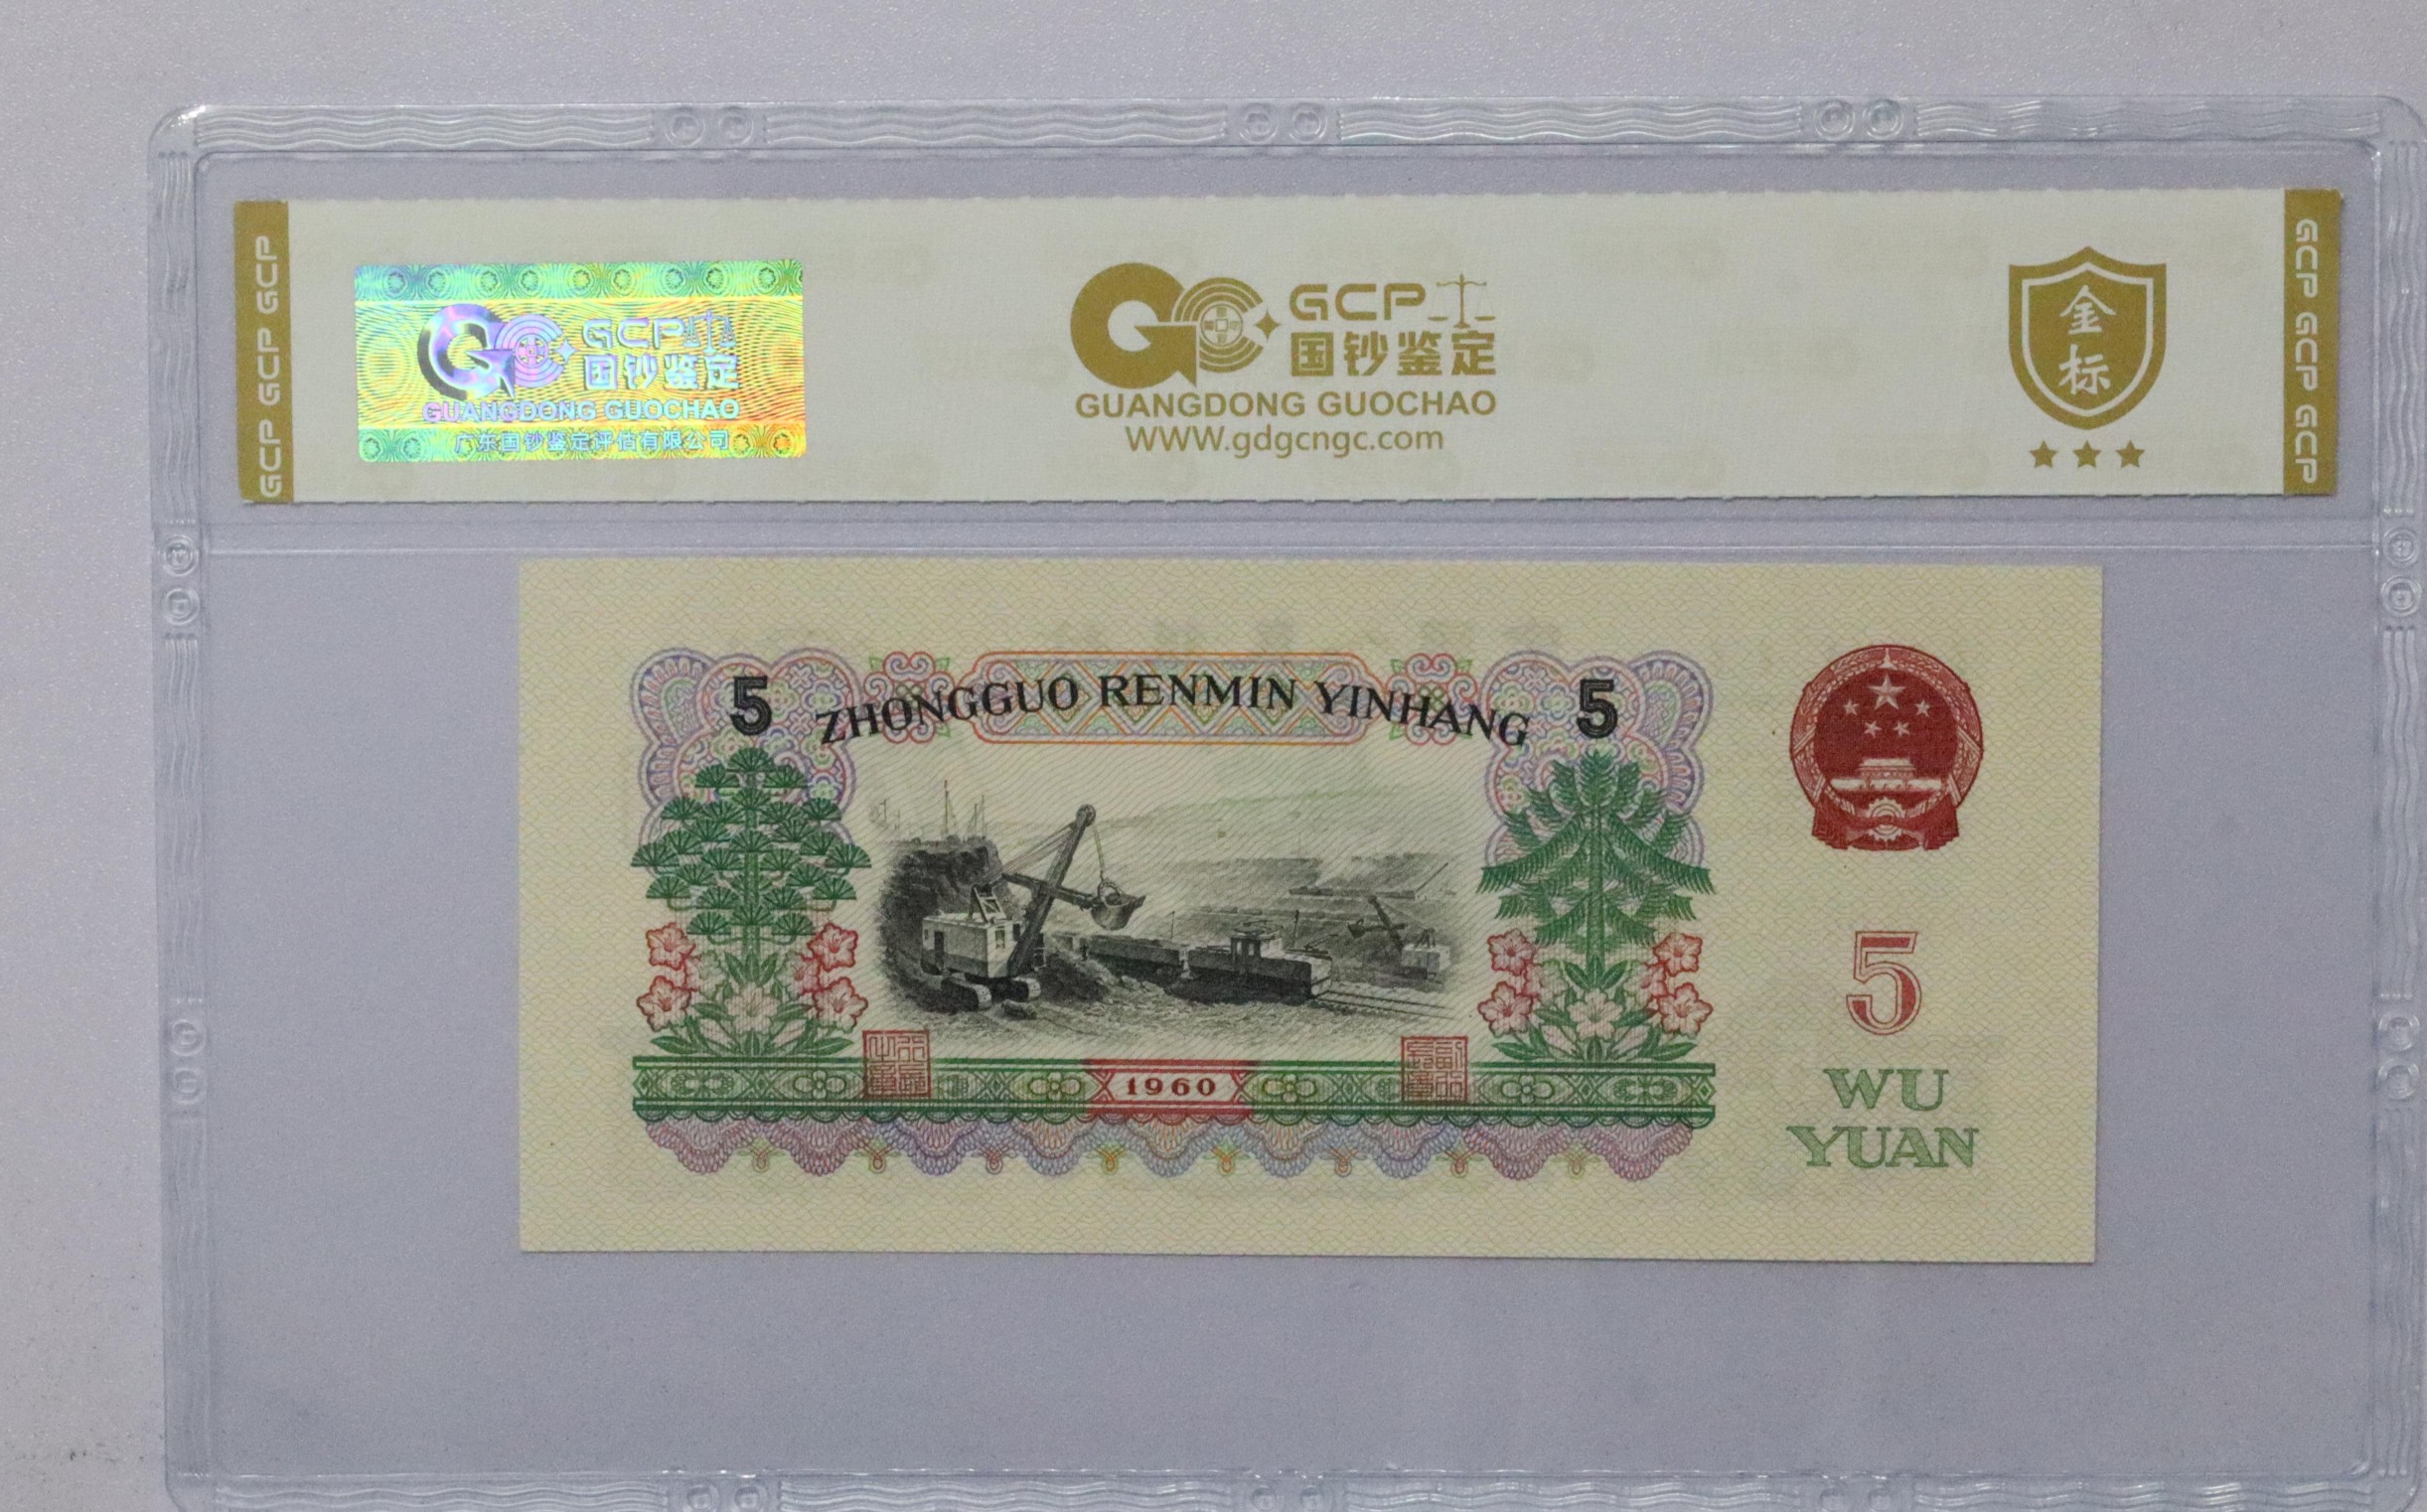 GCP GCP GCP
GCP
国钞鉴定
GUANGDONG GUOCHAO
广东国钞鉴定评估有限公司
GCP
国钞鉴定
GUANGDONG GUOCHAO
WWW.gdgcngc.com
金
标
GCP GCP GCP
5 ZHONGGUO RENMIN YINHANG 5
1960
5
WU
YUAN